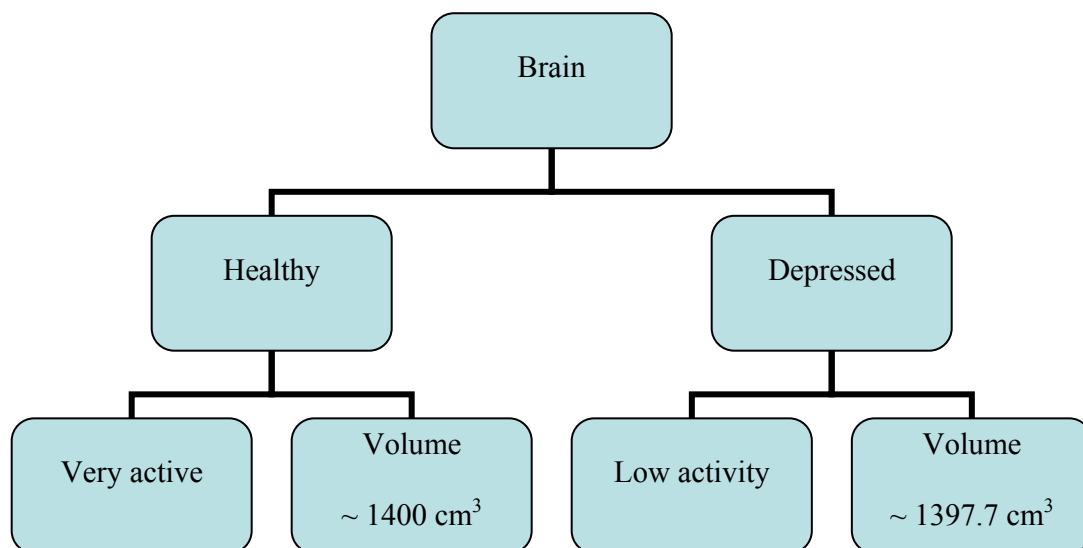 Brain
Healthy
Depressed
Very active
Volume
~ 1400 cm³
Low activity
Volume
~ 1397.7 cm³